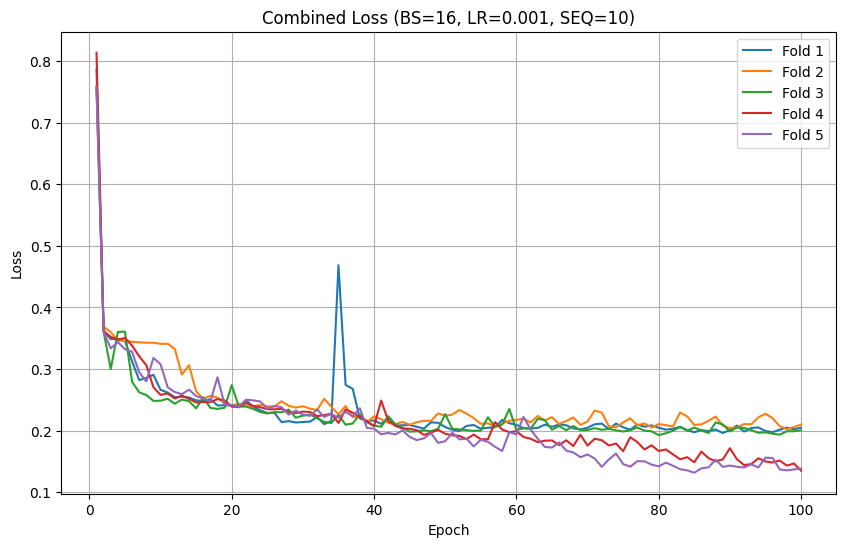 Combined Loss (BS=16, LR=0.001, SEQ=10)
Fold 1
Fold 2
Fold 3
Fold 4
Fold 5
Loss
0.8
0.7
0.6
0.5
0.4
0.3
0.2
0.1
0
20
40
60
80
100
Epoch